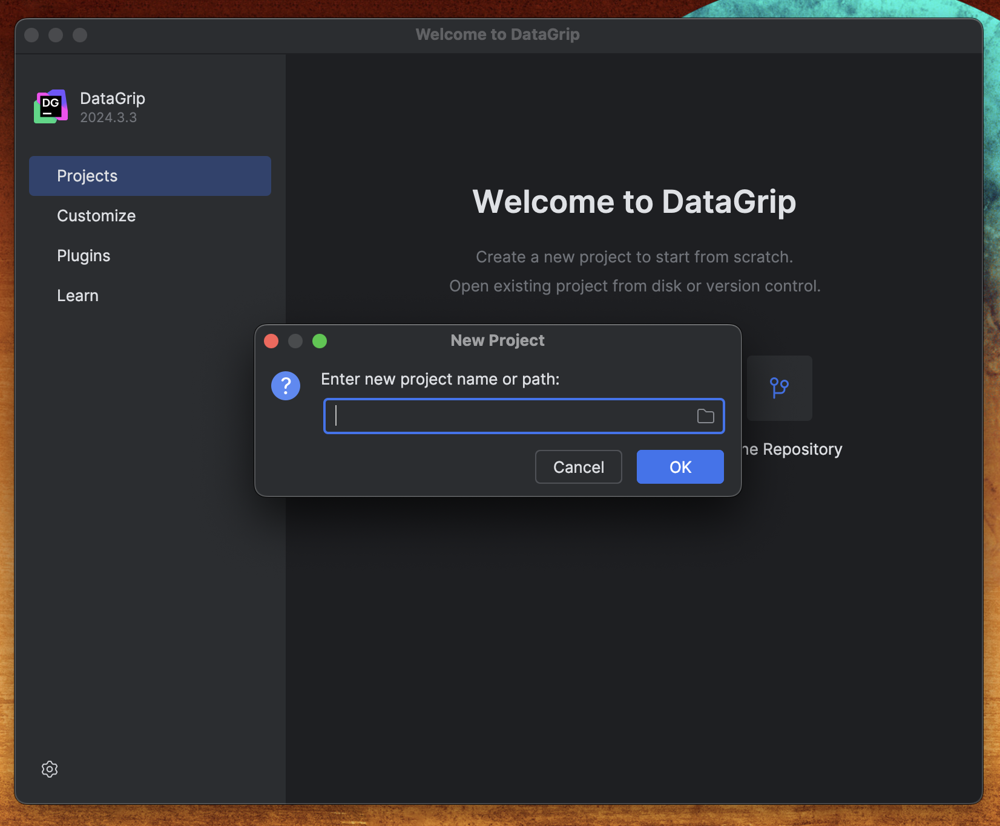 Welcome to DataGrip
DG
DataGrip
2024.3.3
Projects
Customize
Plugins
Learn
Welcome to DataGrip
Create a new project to start from scratch.
Open existing project from disk or version control.
New Project
?
Enter new project name or path:
Cancel
OK
Repository